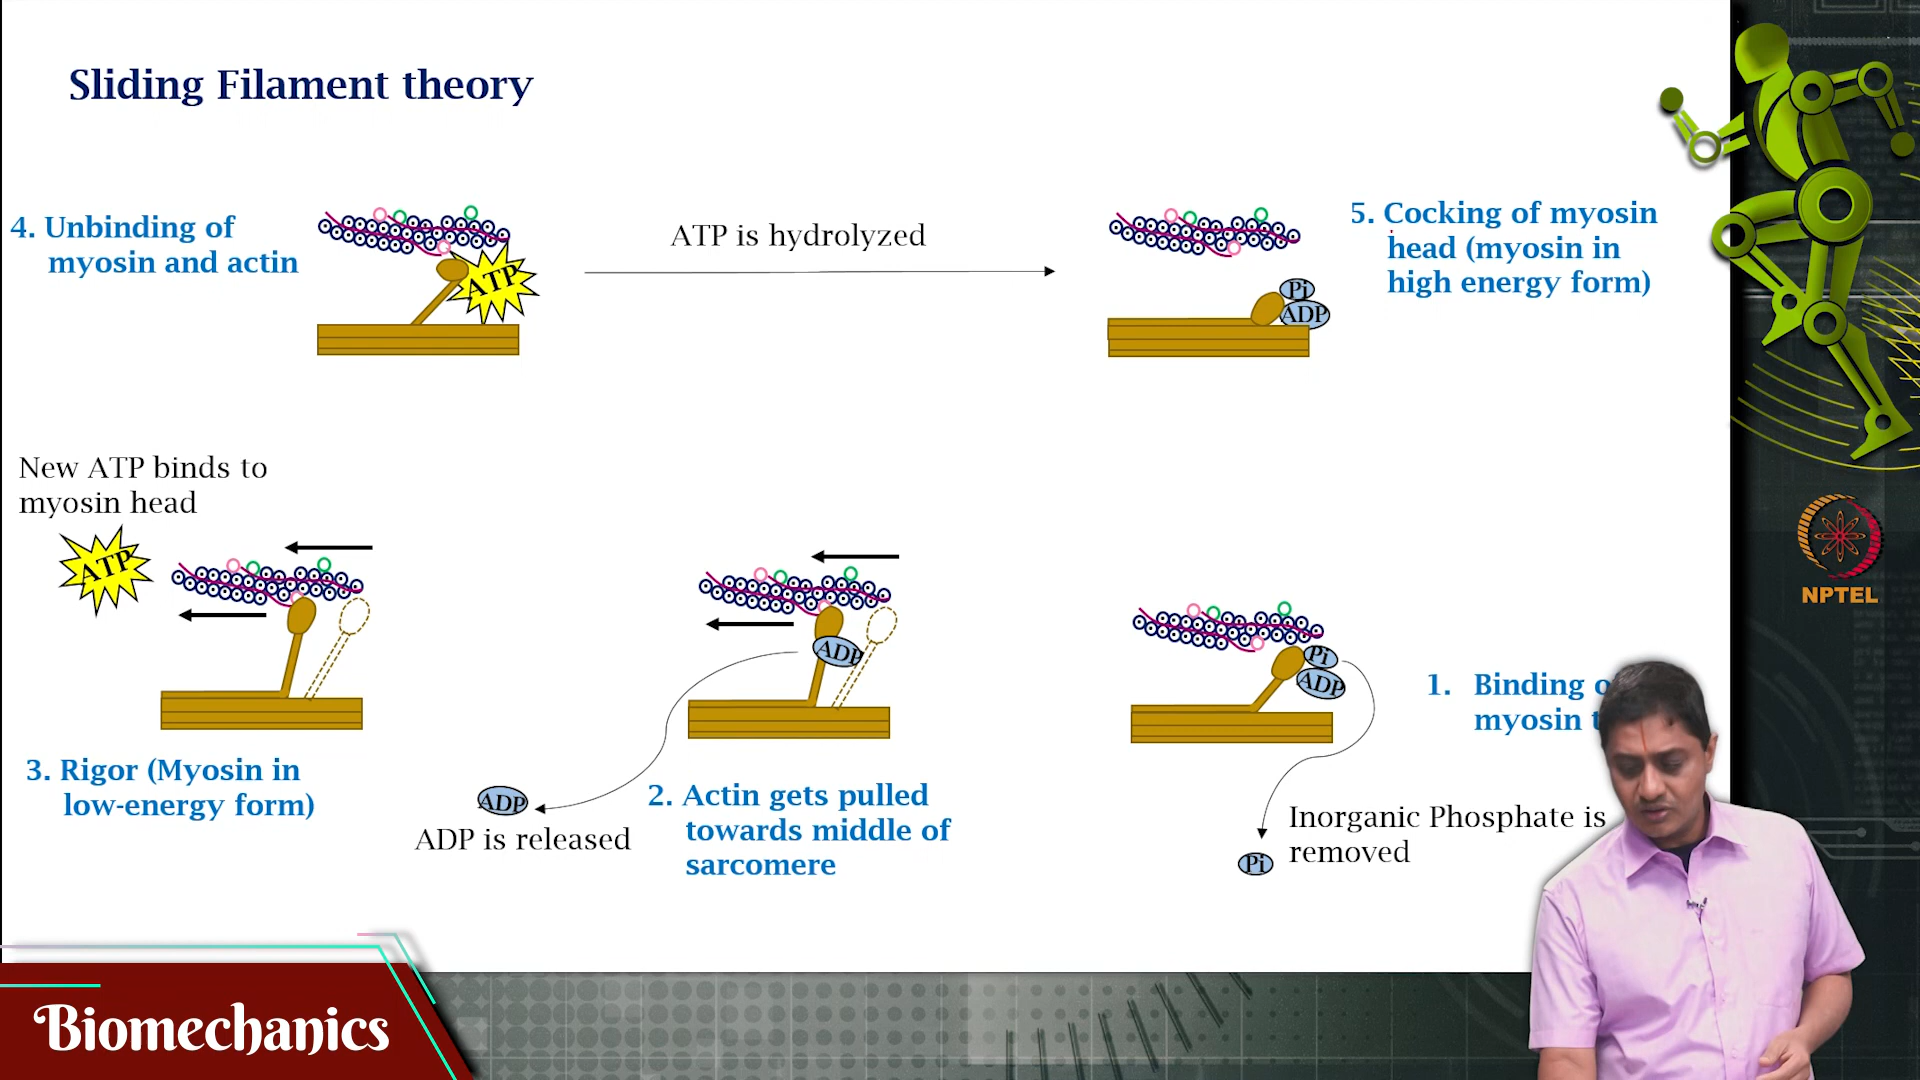 Sliding Filament theory
4. Unbinding of
myosin and actin
ATP
ATP is hydrolyzed
Pi
ADP
5. Cocking of myosin
head (myosin in
high energy form)
New ATP binds to
myosin head
ATP
3. Rigor (Myosin in
low-energy form)
ADP
ADP
ADP is released
2. Actin gets pulled
towards middle of
sarcomere
Pi
ADP
1. Binding
myosin
Inorganic Phosphate is
removed
Pi
NPTEL
Biomechanics